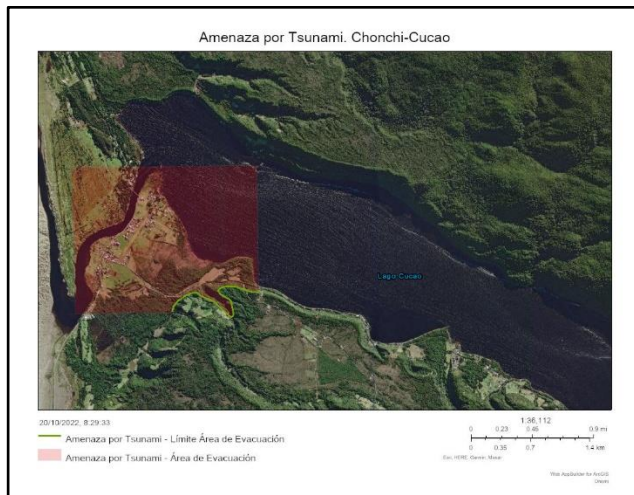 Amenaza por Tsunami. Chonchi-Cucao
Lago Cucao
20/10/2022, 8:29:33
Amenaza por Tsunami - Límite Área de Evacuación
Amenaza por Tsunami - Área de Evacuación
1:36,112
0 0.23 0.45 0.9 mi
0 0.35 0.7 1.4 km
Esri, HERE, Garmin, Maxar
Web AppBuilder for ArcGIS